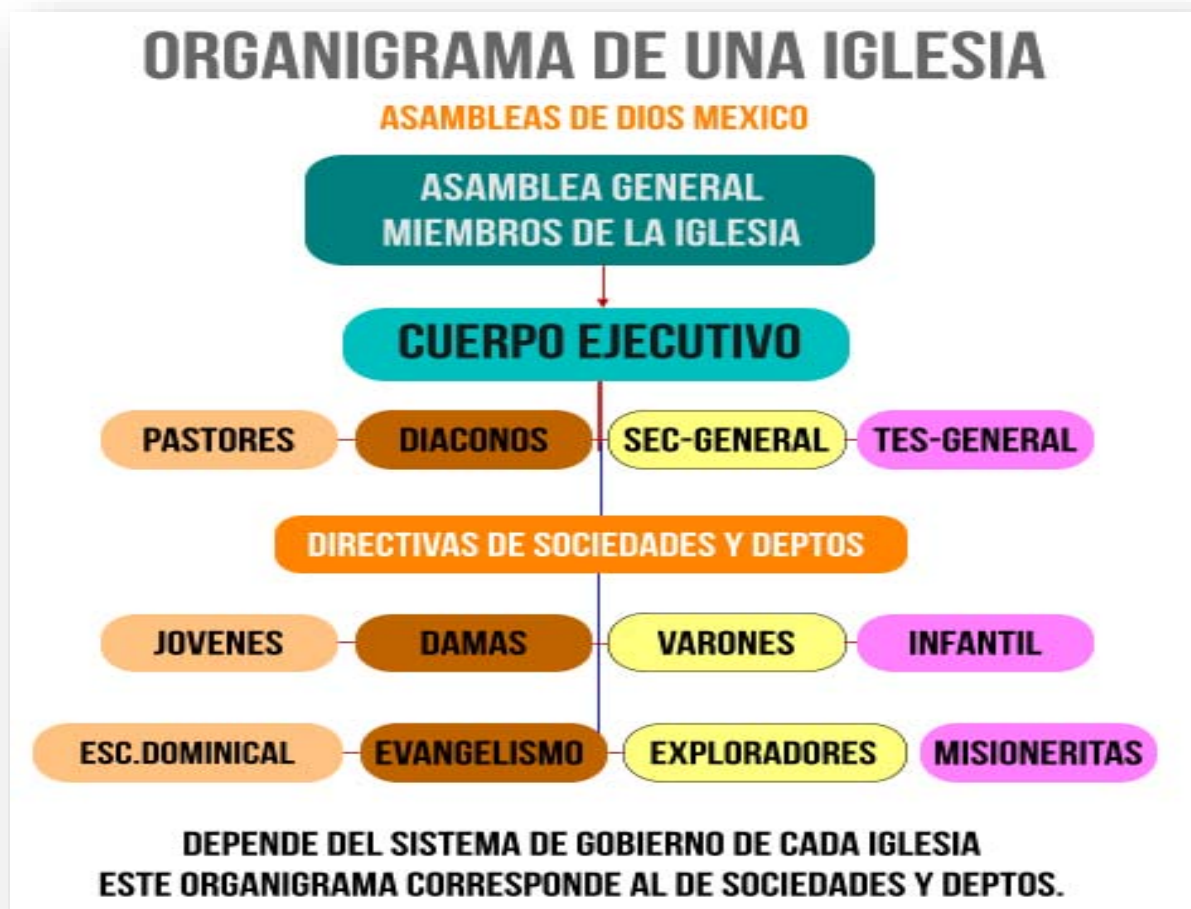 ORGANIGRAMA DE UNA IGLESIA
ASAMBLEAS DE DIOS MEXICO
ASAMBLEA GENERAL
MIEMBROS DE LA IGLESIA
CUERPO EJECUTIVO
PASTORES DIACONOS SEC-GENERAL TES-GENERAL
DIRECTIVAS DE SOCIEDADES Y DEPTOS
JOVENES DAMAS VARONES INFANTIL
ESC.DOMINICAL EVANGELISMO EXPLORADORES MISIONERITAS
DEPENDE DEL SISTEMA DE GOBIERNO DE CADA IGLESIA
ESTE ORGANIGRAMA CORRESPONDE AL DE SOCIEDADES Y DEPTOS.